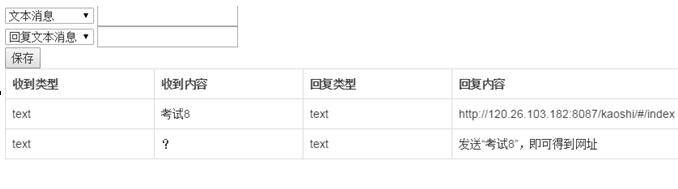 文本消息
回复文本消息
保存
收到类型 收到内容 回复类型 回复内容
text 考试8 text http://120.26.103.182:8087/kaoshi/#/index
text ？ text 发送“考试8”，即可得到网址